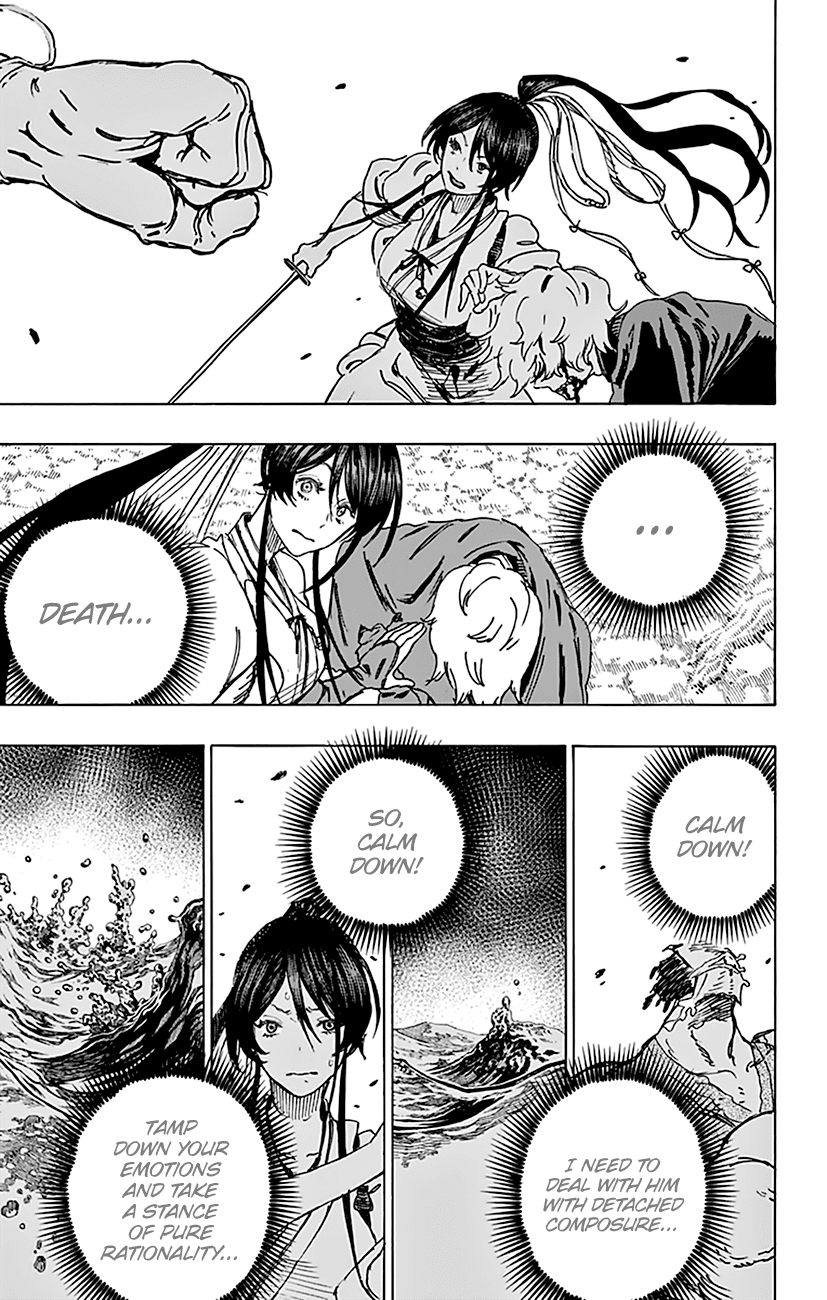 ...
DEATH...
CALM
DOWN!
I NEED TO
DEAL WITH HIM
WITH DETACHED
COMPOSURE...
SO,
CALM
DOWN!
TAMP
DOWN YOUR
EMOTIONS
AND TAKE
A STANCE
OF PURE
RATIONALITY...